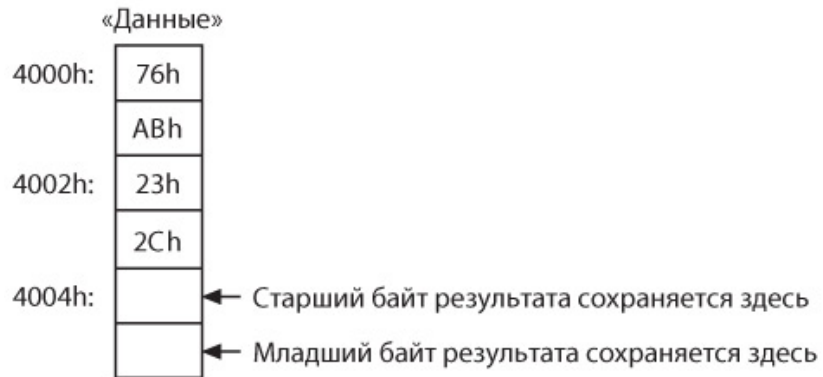 «Данные»
4000h: 76h
ABh
4002h: 23h
2Ch
4004h: Старший байт результата сохраняется здесь
Младший байт результата сохраняется здесь